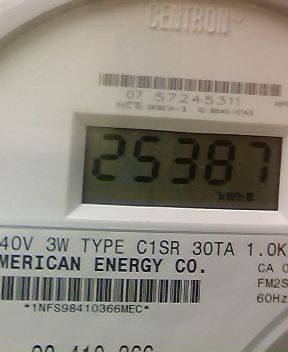 CENTRON
07 57245311
25387
kWh
40V 3W TYPE C1SR 30TA 1.0K
MERICAN ENERGY CO.
CA 0
FM2S
60Hz
*1NFS98410366MEC*